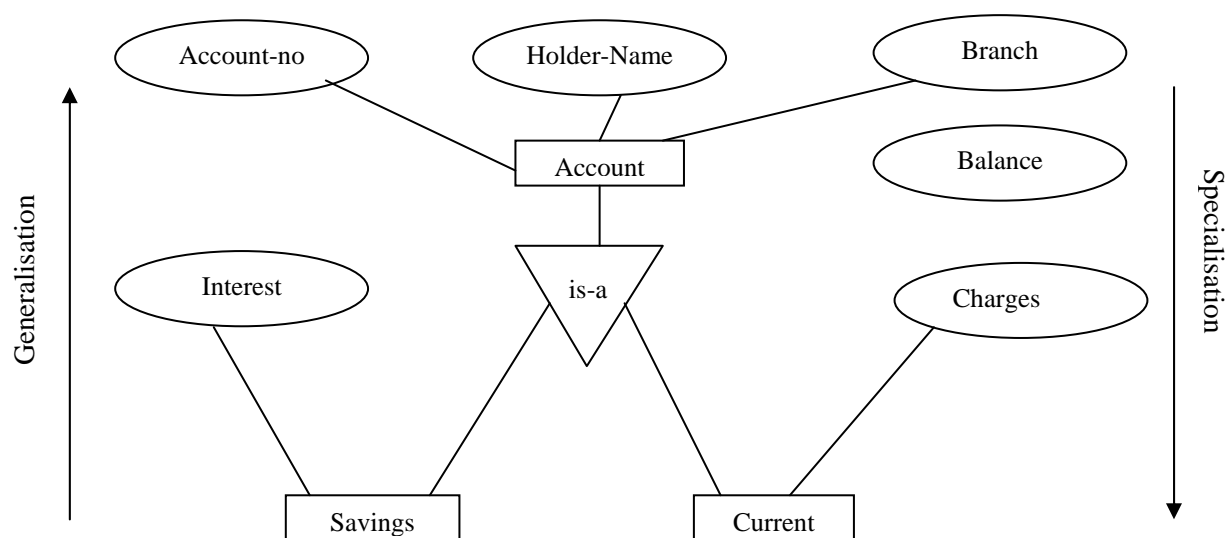 Account-no
Holder-Name
Branch
Account
Balance
Generalisation
Specialisation
Interest
is-a
Charges
Savings
Current